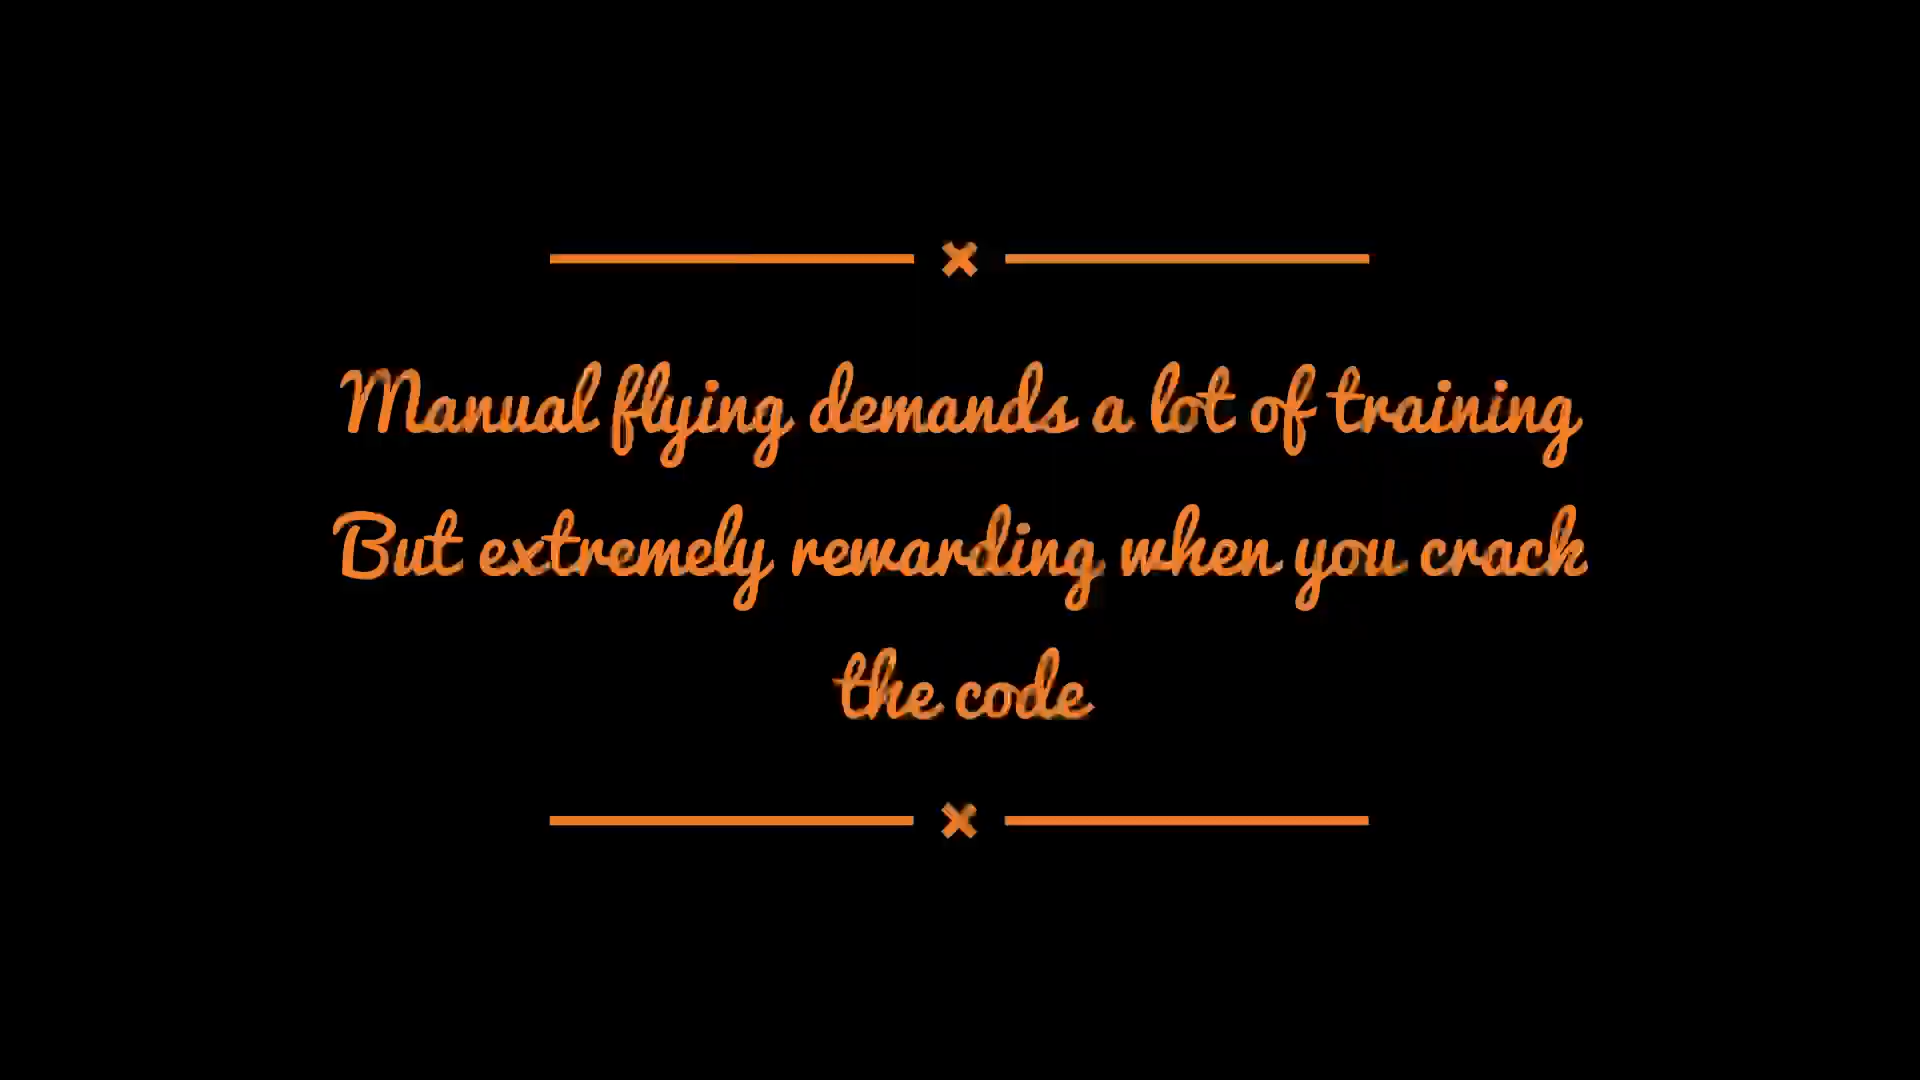 Manual flying demands a lot of training
But extremely rewarding when you crack
the code